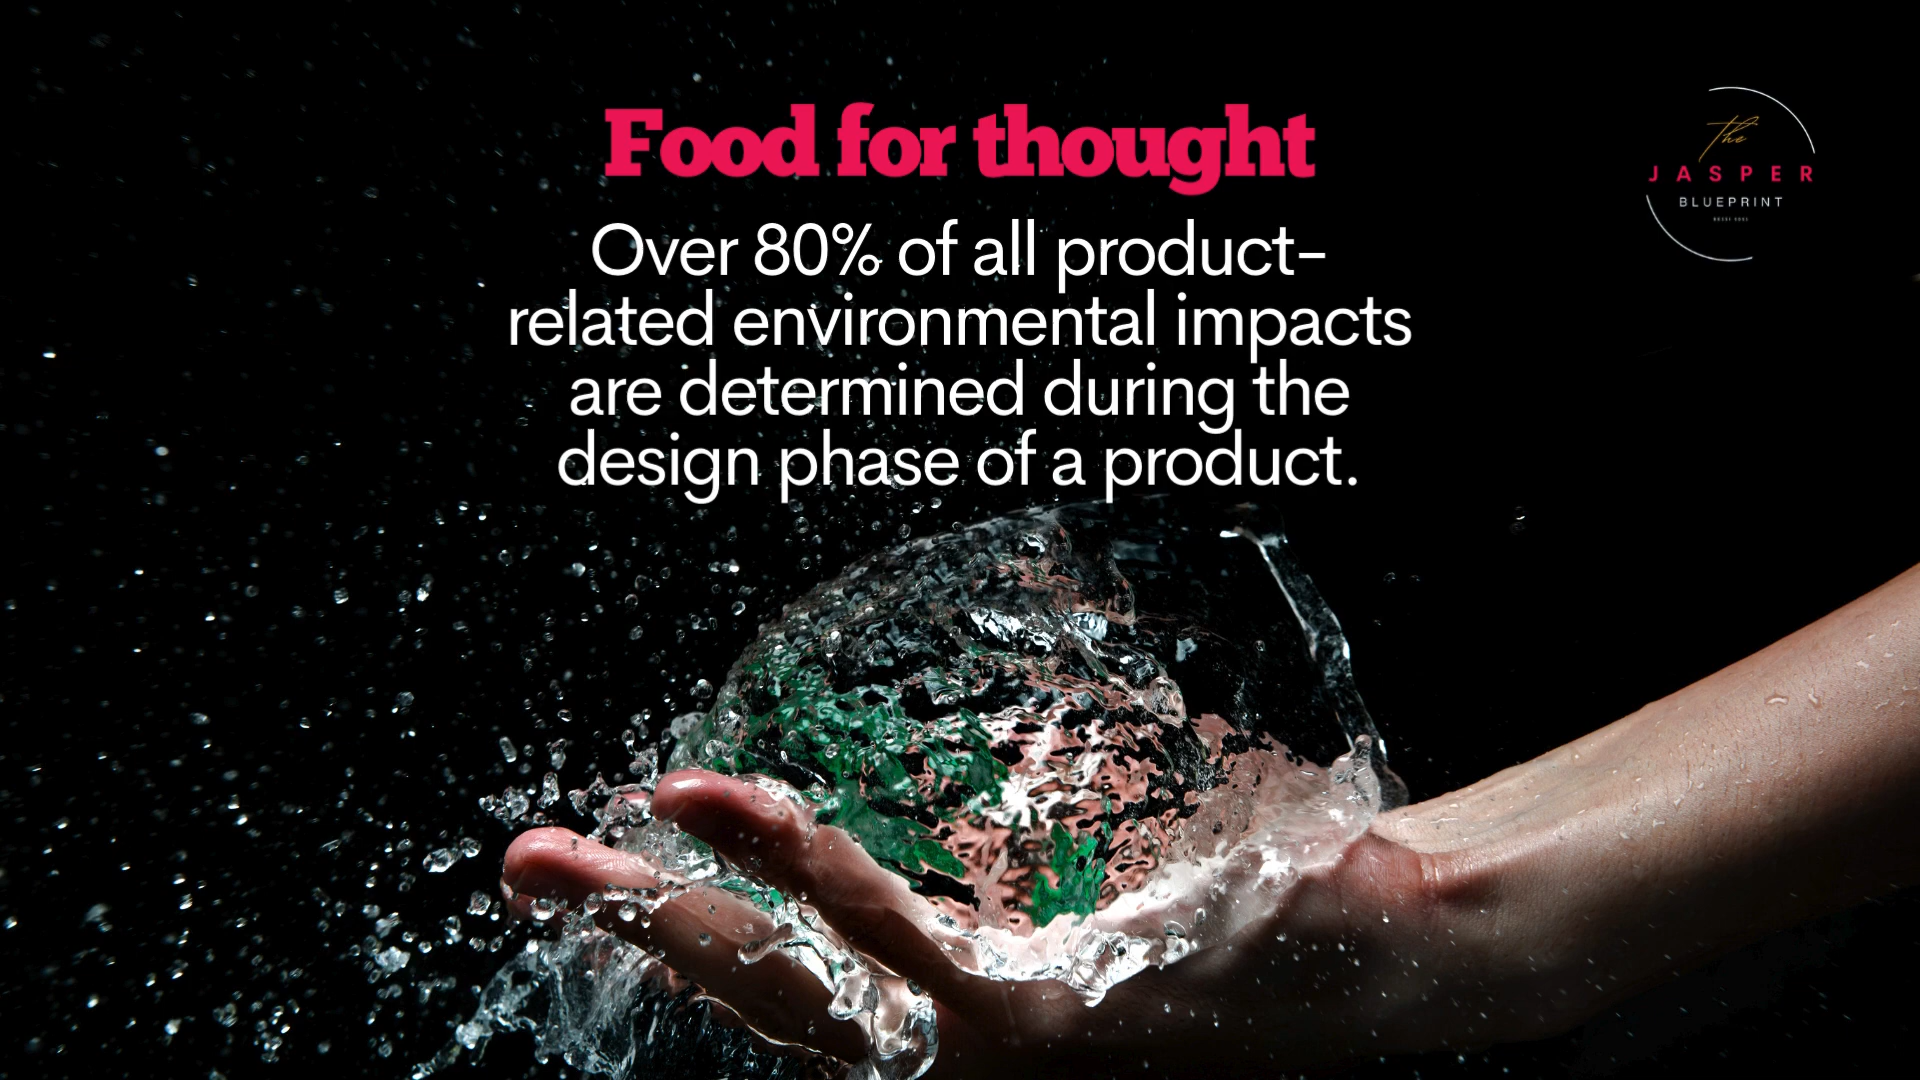 Food for thought
Over 80% of all product-
related environmental impacts
are determined during the
design phase of a product.
the
JASPER
BLUEPRINT